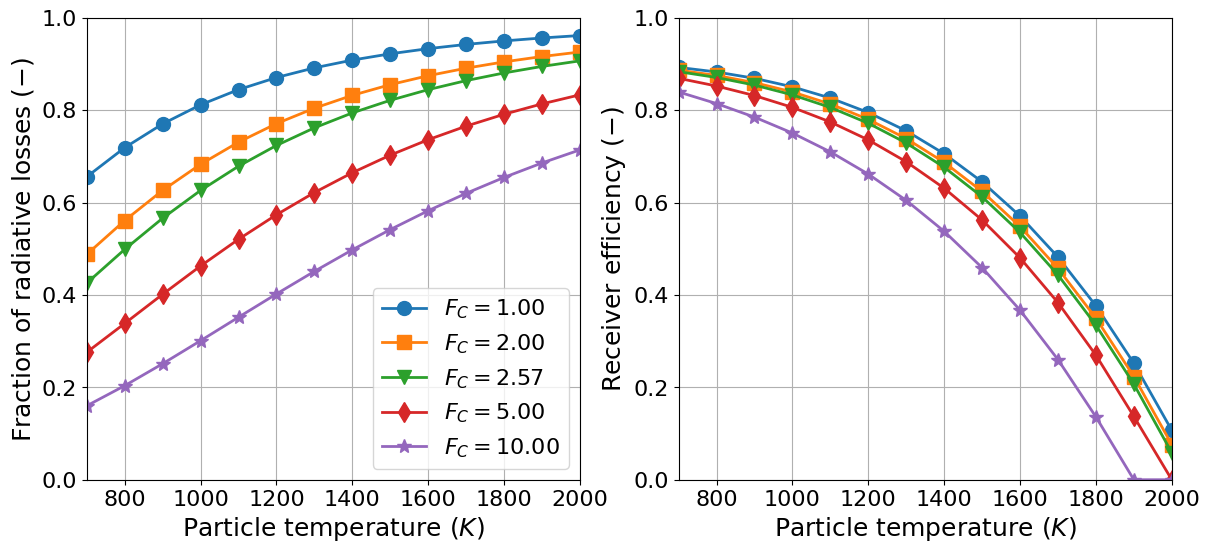 Fraction of radiative losses (−)
1.0
0.8
0.6
0.4
0.2
0.0
800 1000 1200 1400 1600 1800 2000
Particle temperature (K)
F_C = 1.00
F_C = 2.00
F_C = 2.57
F_C = 5.00
F_C = 10.00
Receiver efficiency (−)
1.0
0.8
0.6
0.4
0.2
0.0
800 1000 1200 1400 1600 1800 2000
Particle temperature (K)